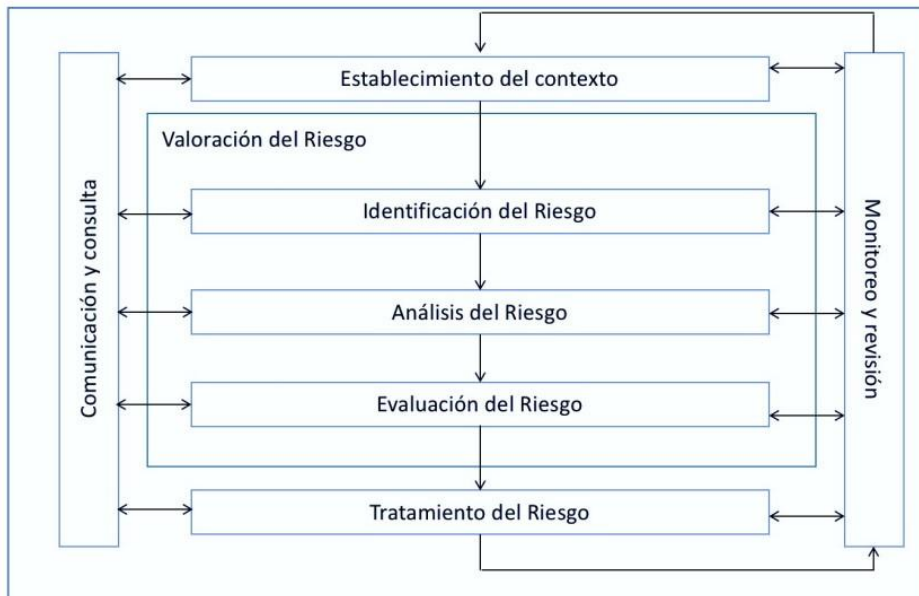 Establecimiento del contexto
Valoración del Riesgo
Identificación del Riesgo
Análisis del Riesgo
Evaluación del Riesgo
Tratamiento del Riesgo
Comunicación y consulta
Monitoreo y revisión